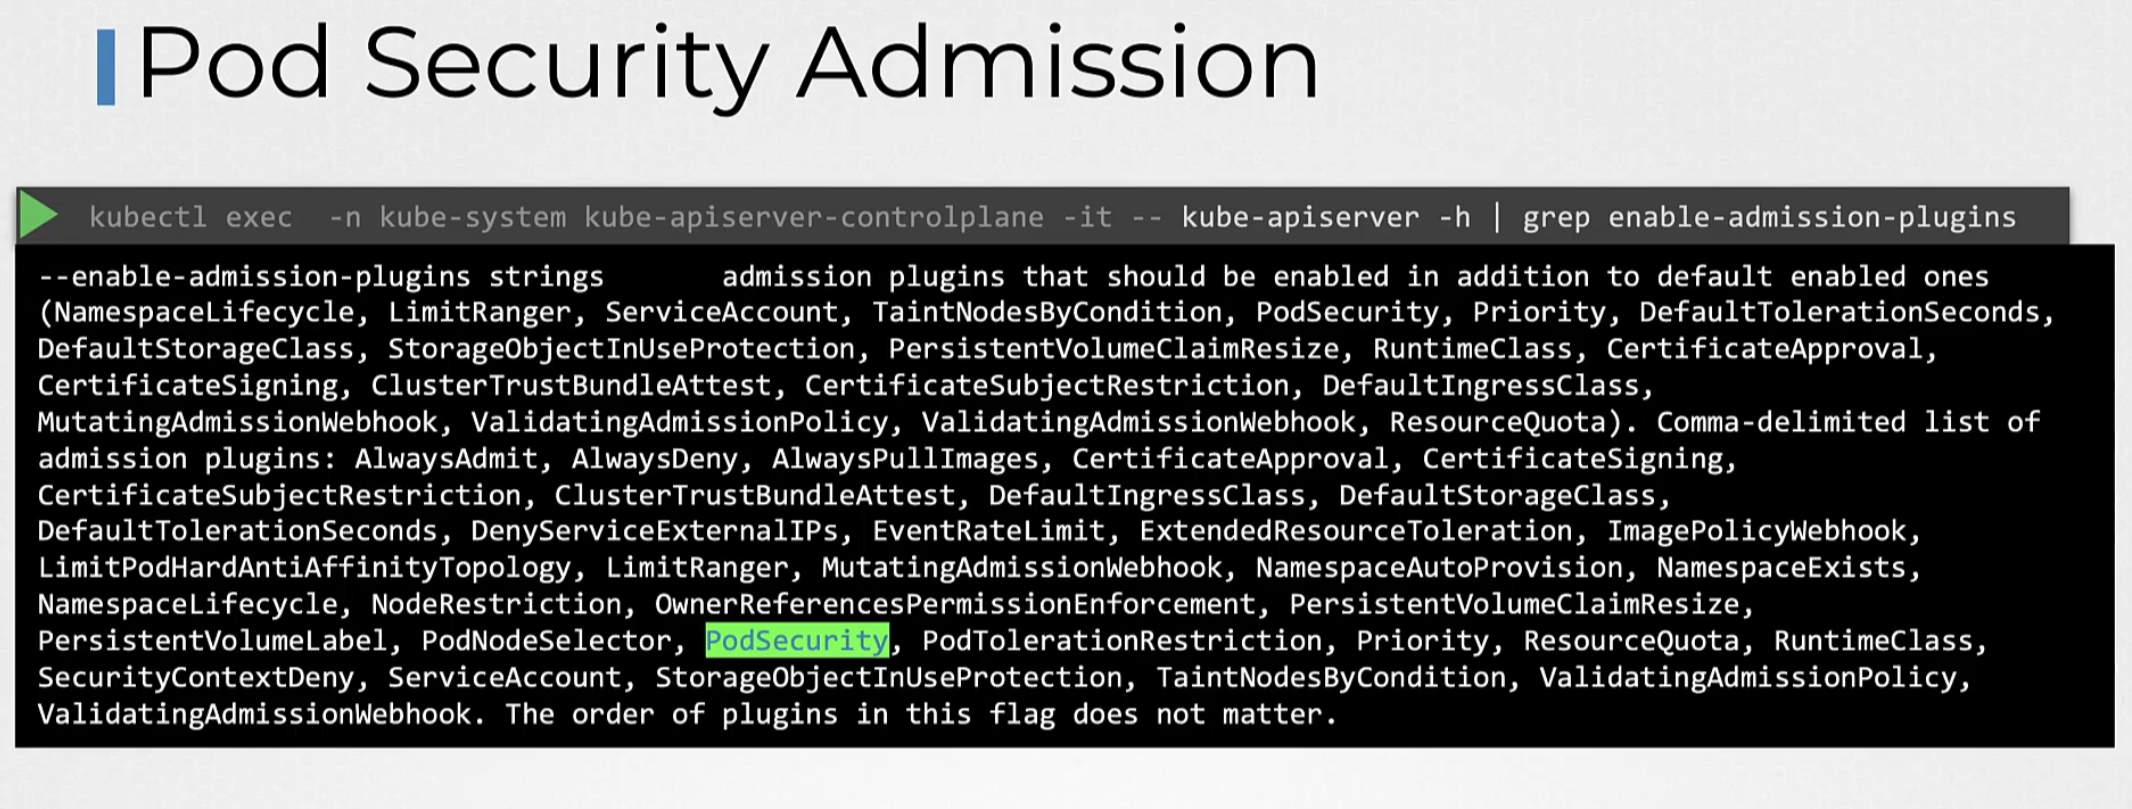 Pod Security Admission
kubectl exec  -n kube-system kube-apiserver-controlplane -it -- kube-apiserver -h | grep enable-admission-plugins
--enable-admission-plugins strings       admission plugins that should be enabled in addition to default enabled ones
(NamespaceLifecycle, LimitRanger, ServiceAccount, TaintNodesByCondition, PodSecurity, Priority, DefaultTolerationSeconds,
DefaultStorageClass, StorageObjectInUseProtection, PersistentVolumeClaimResize, RuntimeClass, CertificateApproval,
CertificateSigning, ClusterTrustBundleAttest, CertificateSubjectRestriction, DefaultIngressClass,
MutatingAdmissionWebhook, ValidatingAdmissionPolicy, ValidatingAdmissionWebhook, ResourceQuota). Comma-delimited list of
admission plugins: AlwaysAdmit, AlwaysDeny, AlwaysPullImages, CertificateApproval, CertificateSigning,
CertificateSubjectRestriction, ClusterTrustBundleAttest, DefaultIngressClass, DefaultStorageClass,
DefaultTolerationSeconds, DenyServiceExternalIPs, EventRateLimit, ExtendedResourceToleration, ImagePolicyWebhook,
LimitPodHardAntiAffinityTopology, LimitRanger, MutatingAdmissionWebhook, NamespaceAutoProvision, NamespaceExists,
NamespaceLifecycle, NodeRestriction, OwnerReferencesPermissionEnforcement, PersistentVolumeClaimResize,
PersistentVolumeLabel, PodNodeSelector, PodSecurity, PodTolerationRestriction, Priority, ResourceQuota, RuntimeClass,
SecurityContextDeny, ServiceAccount, StorageObjectInUseProtection, TaintNodesByCondition, ValidatingAdmissionPolicy,
ValidatingAdmissionWebhook. The order of plugins in this flag does not matter.